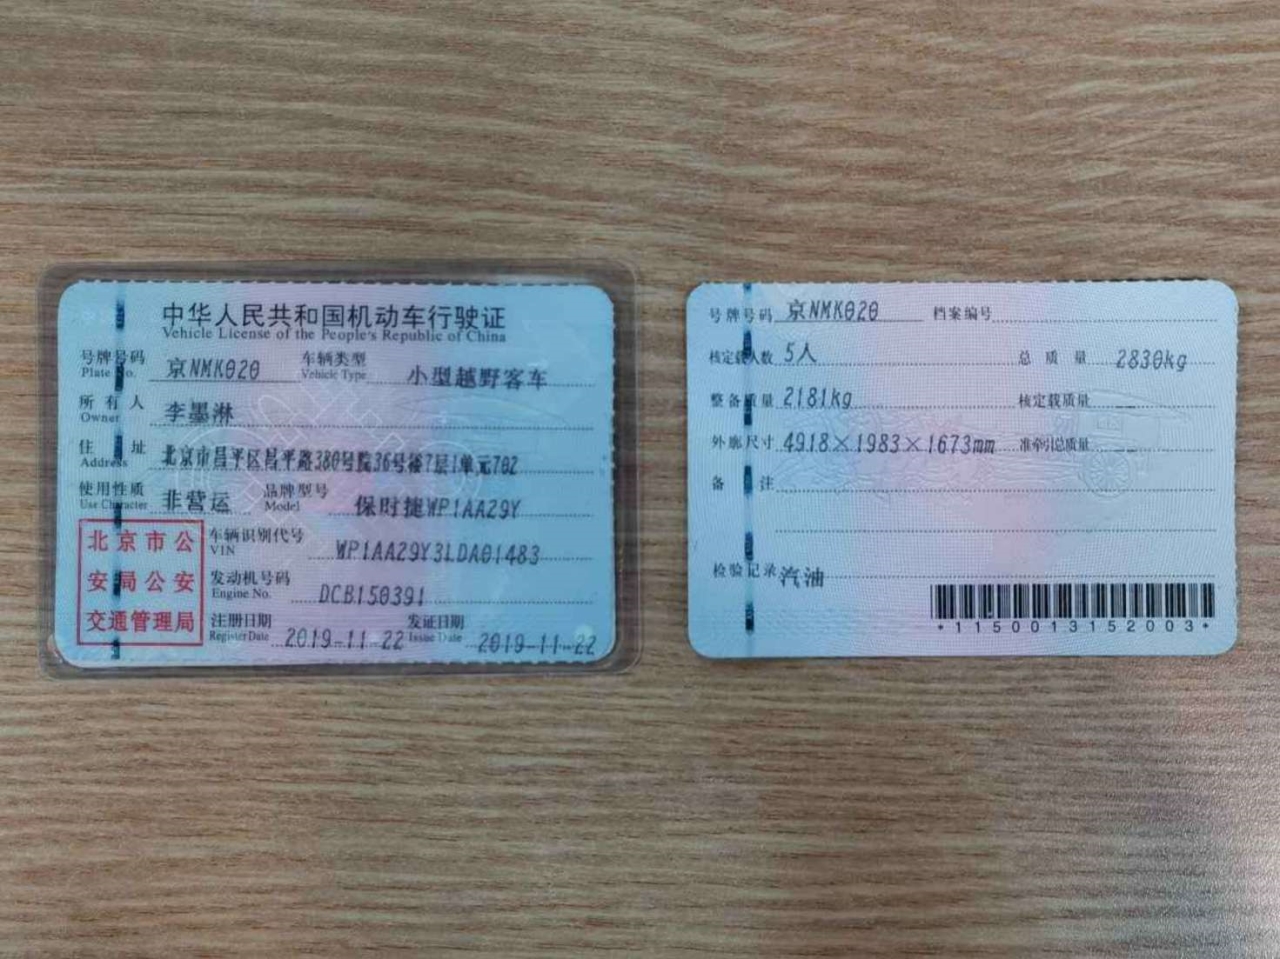 中华人民共和国机动车行驶证
Vehicle License of the People's Republic of China
号牌号码 京NMK020 车辆类型 小型越野客车
Plate No. Vehicle Type
所有人 李墨淋
Owner
住址 北京市昌平区昌平路380号院36号楼7层1单元702
Address
使用性质 非营运 品牌型号 保时捷WP1AA29Y
Use Character Model
北京市公
安局公安
交通管理局
车辆识别代号 WP1AA29Y3LDA01483
VIN
发动机号码 DCB150391
Engine No.
注册日期 2019-11-22 发证日期 2019-11-22
Register Date Issue Date
号牌号码 京NMK020 档案编号
核定载人数 5人 总质量 2830kg
整备质量 2181kg 核定载质量 --
外廓尺寸 4918×1983×1673mm 准牵引总质量 --
备注
检验记录 汽油
*1150013152003*